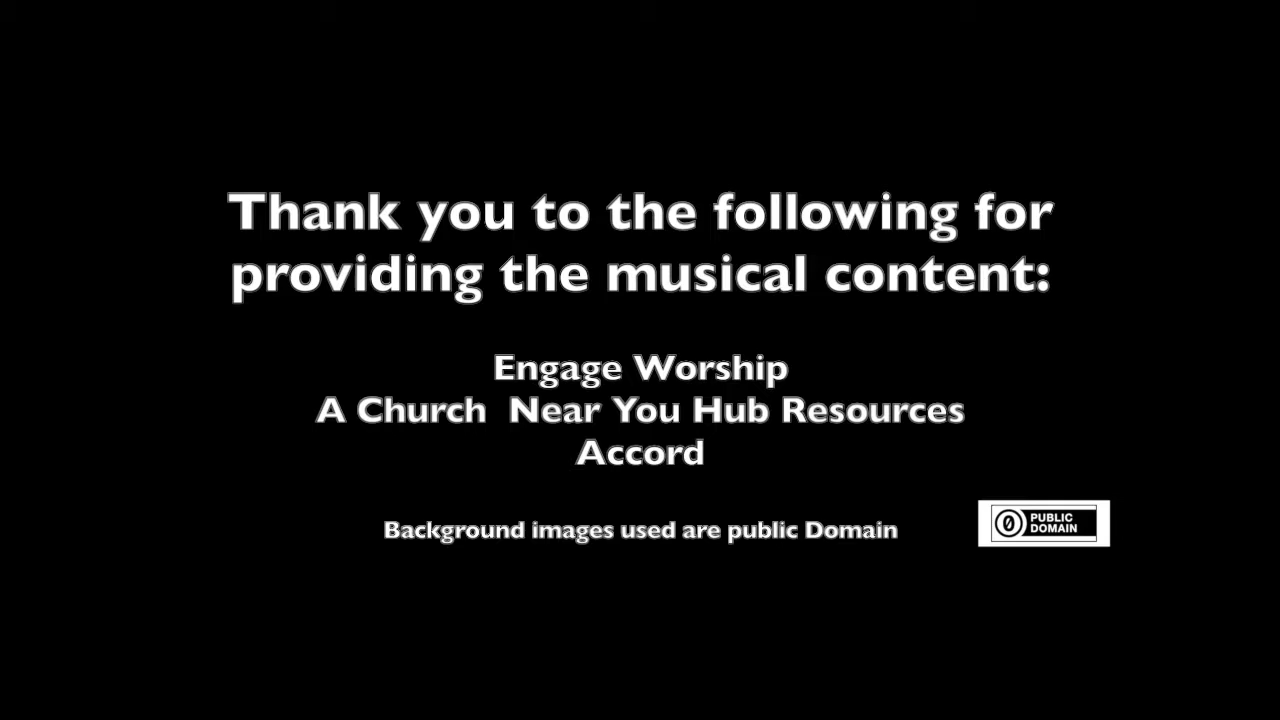 Thank you to the following for
providing the musical content:
Engage Worship
A Church  Near You Hub Resources
Accord
Background images used are public Domain
0 PUBLIC
DOMAIN